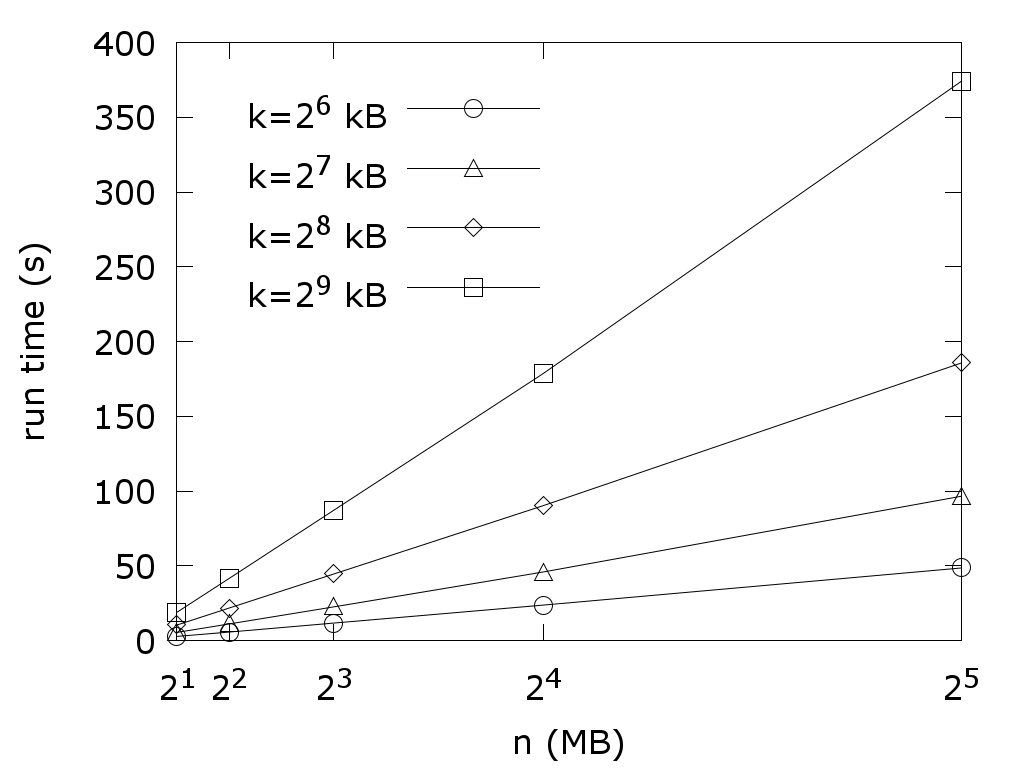 400
350
300
250
200
150
100
50
0
run time (s)
k=2⁶ kB
k=2⁷ kB
k=2⁸ kB
k=2⁹ kB
2¹ 2² 2³ 2⁴ 2⁵
n (MB)